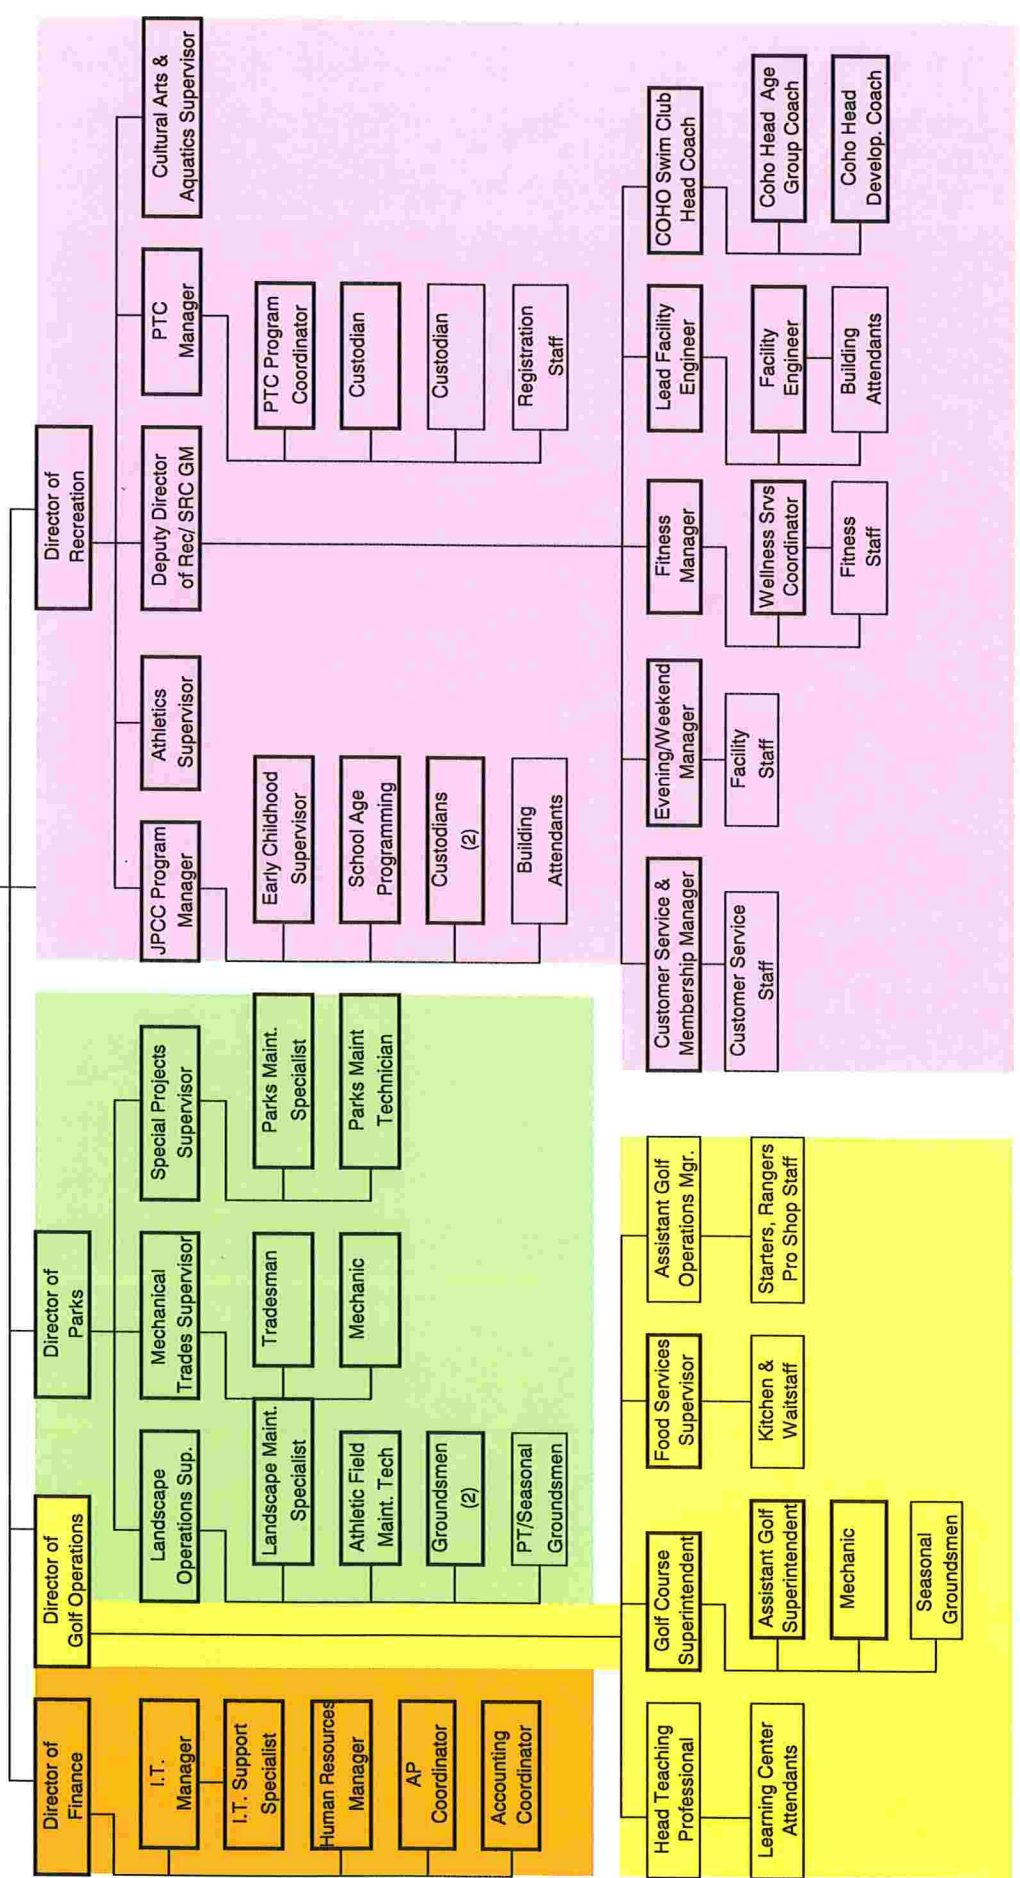 Director of
Finance
I.T.
Manager
I.T. Support
Specialist
Human Resources
Manager
AP
Coordinator
Accounting
Coordinator
Director of
Golf Operations
Head Teaching
Professional
Learning Center
Attendants
Golf Course
Superintendent
Assistant Golf
Superintendent
Mechanic
Seasonal
Groundsmen
Food Services
Supervisor
Kitchen &
Waitstaff
Assistant Golf
Operations Mgr.
Starters, Rangers
Pro Shop Staff
Director of
Parks
Landscape
Operations Sup.
Landscape Maint.
Specialist
Athletic Field
Maint. Tech
Groundsmen
(2)
PT/Seasonal
Groundsmen
Mechanical
Trades Supervisor
Tradesman
Mechanic
Special Projects
Supervisor
Parks Maint.
Specialist
Parks Maint
Technician
Director of
Recreation
JPCC Program
Manager
Early Childhood
Supervisor
School Age
Programming
Custodians
(2)
Building
Attendants
Athletics
Supervisor
Deputy Director
of Rec/ SRC GM
Customer Service &
Membership Manager
Customer Service
Staff
Evening/Weekend
Manager
Facility
Staff
Fitness
Manager
Wellness Srvs
Coordinator
Fitness
Staff
Lead Facility
Engineer
Facility
Engineer
Building
Attendants
COHO Swim Club
Head Coach
Coho Head Age
Group Coach
Coho Head
Develop. Coach
PTC
Manager
PTC Program
Coordinator
Custodian
Custodian
Registration
Staff
Cultural Arts &
Aquatics Supervisor